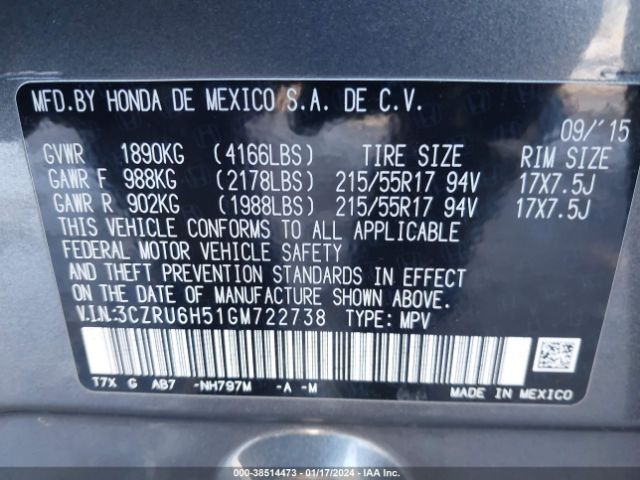 MFD.BY HONDA DE MEXICO S.A. DE C.V.
09/'15
GVWR 1890KG (4166LBS) TIRE SIZE RIM SIZE
GAWR F 988KG (2178LBS) 215/55R17 94V 17X7.5J
GAWR R 902KG (1988LBS) 215/55R17 94V 17X7.5J
THIS VEHICLE CONFORMS TO ALL APPLICABLE
FEDERAL MOTOR VEHICLE SAFETY
AND THEFT PREVENTION STANDARDS IN EFFECT
ON THE DATE OF MANUFACTURE SHOWN ABOVE.
V.I.N:3CZRU6H51GM722738 TYPE: MPV
T7X G AB7 -NH797M -A -M
MADE IN MEXICO
000-38514473 - 01/17/2024 - IAA Inc.